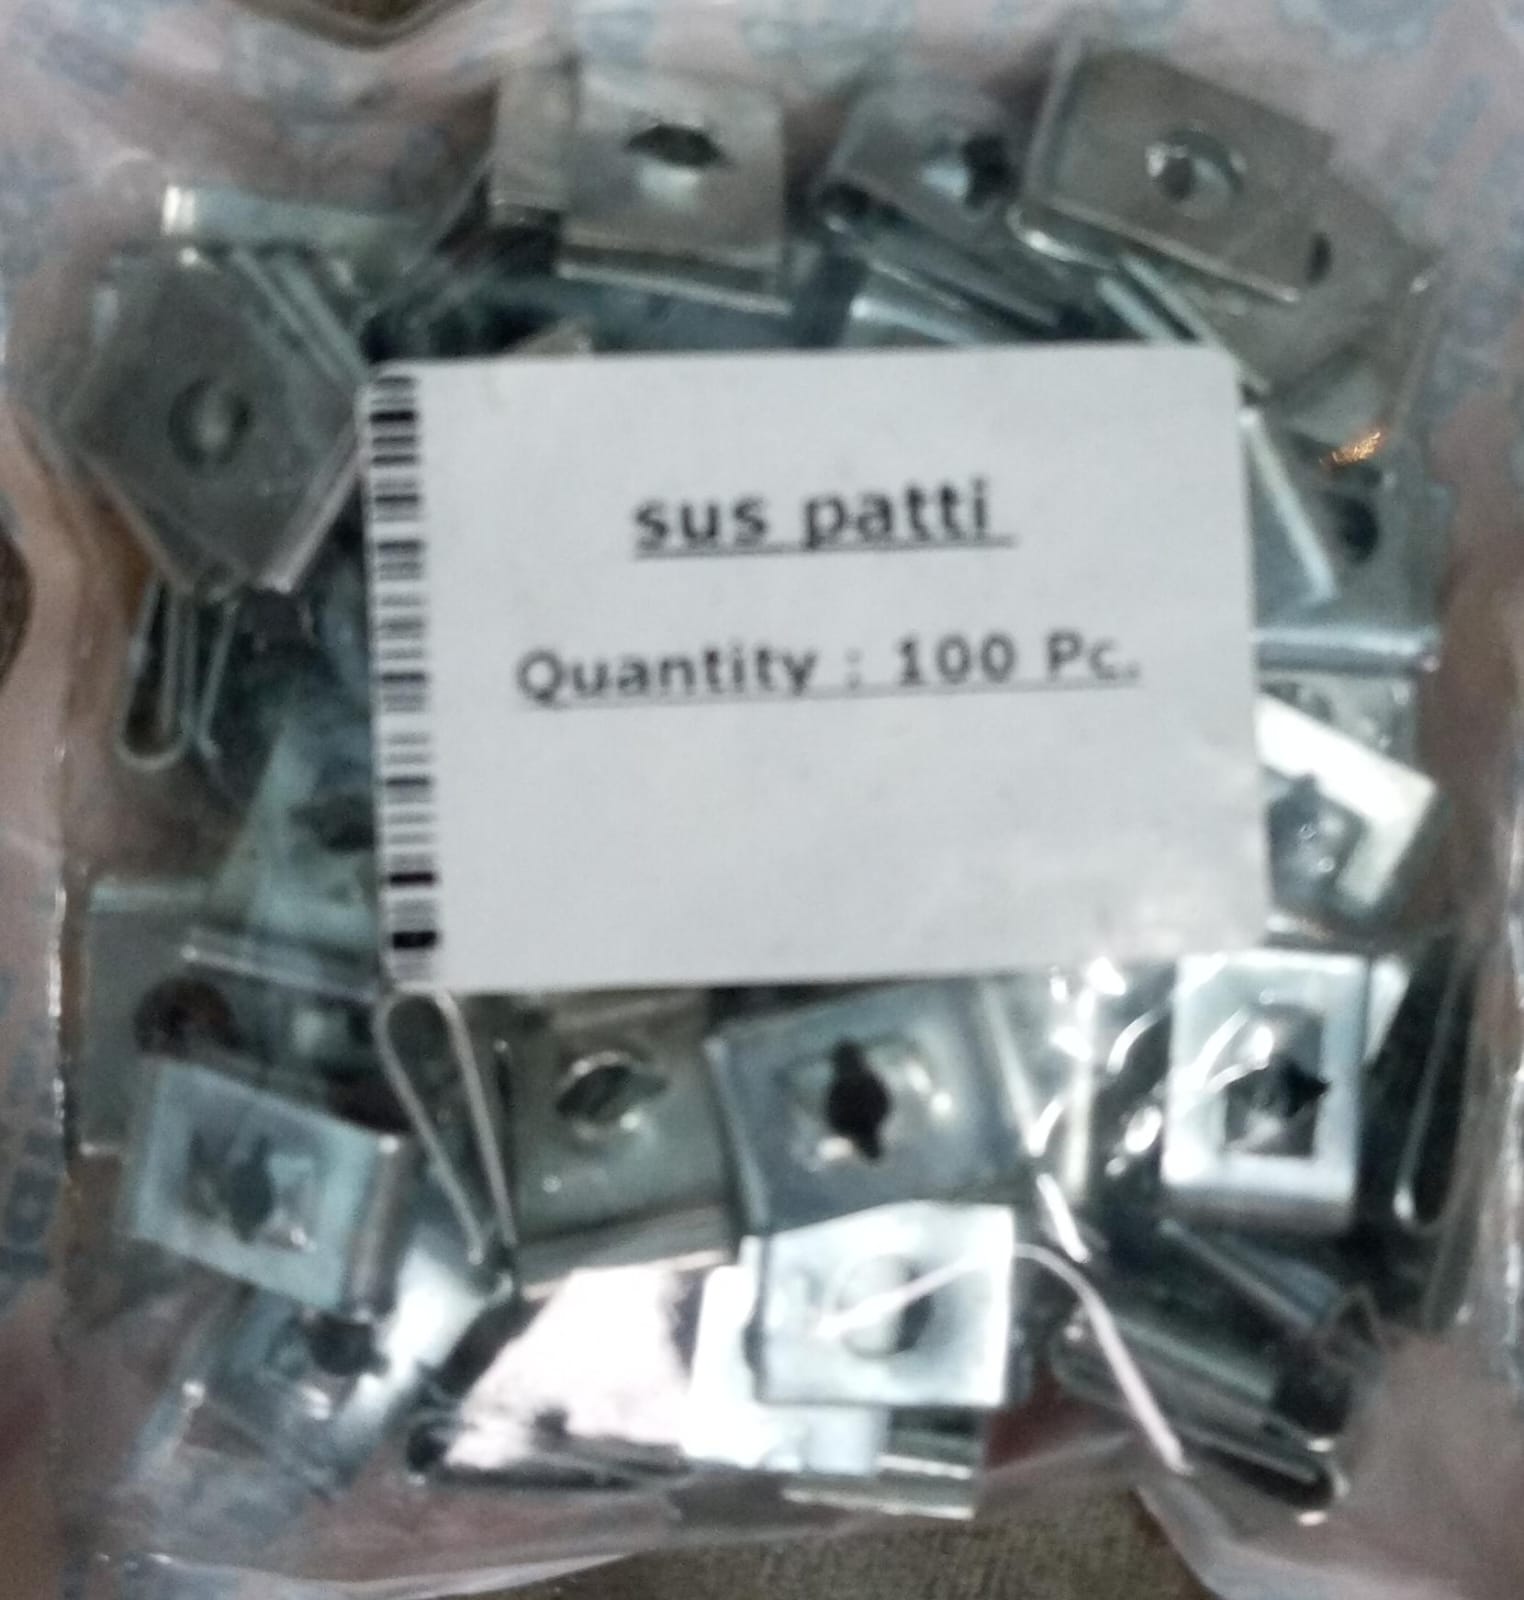 sus patti
Quantity : 100 Pc.